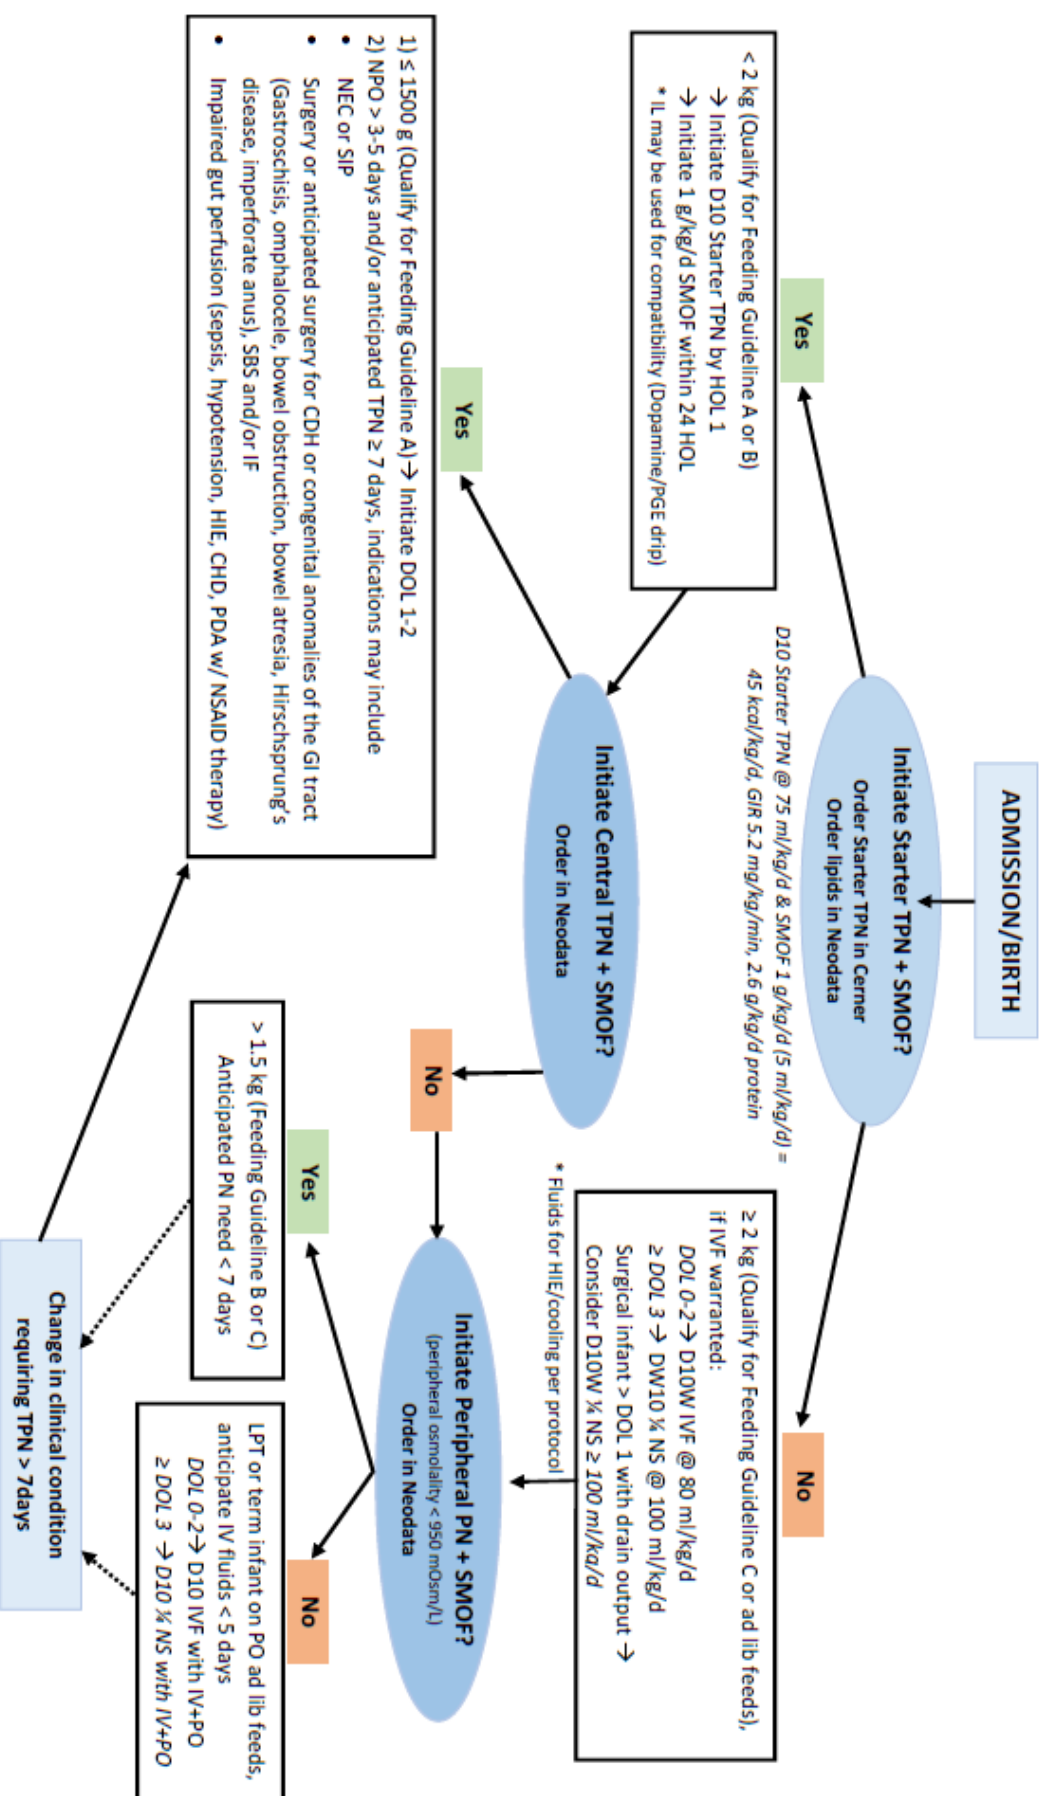 ADMISSION/BIRTH
Initiate Starter TPN + SMOF?
Order Starter TPN in Cerner
Order lipids in Neodata
D10 Starter TPN @ 75 ml/kg/d & SMOF 1 g/kg/d (5 ml/kg/d) =
45 kcal/kg/d, GIR 5.2 mg/kg/min, 2.6 g/kg/d protein
Yes
< 2 kg (Qualify for Feeding Guideline A or B)
→ Initiate D10 Starter TPN by HOL 1
→ Initiate 1 g/kg/d SMOF within 24 HOL
* IL may be used for compatibility (Dopamine/PGE drip)
No
≥ 2 kg (Qualify for Feeding Guideline C or ad lib feeds),
if IVF warranted:
DOL 0-2→ D10W IVF @ 80 ml/kg/d
≥ DOL 3 → DW10 ¼ NS @ 100 ml/kg/d
Surgical infant > DOL 1 with drain output →
Consider D10W ¼ NS ≥ 100 ml/kg/d
* Fluids for HIE/cooling per protocol
Initiate Central TPN + SMOF?
Order in Neodata
Yes
1) ≤ 1500 g (Qualify for Feeding Guideline A)→ Initiate DOL 1-2
2) NPO > 3-5 days and/or anticipated TPN ≥ 7 days, indications may include
• NEC or SIP
• Surgery or anticipated surgery for CDH or congenital anomalies of the GI tract
(Gastroschisis, omphalocele, bowel obstruction, bowel atresia, Hirschsprung's
disease, imperforate anus), SBS and/or IF
• Impaired gut perfusion (sepsis, hypotension, HIE, CHD, PDA w/ NSAID therapy)
No
Initiate Peripheral PN + SMOF?
(peripheral osmolality < 950 mOsm/L)
Order in Neodata
Yes
> 1.5 kg (Feeding Guideline B or C)
Anticipated PN need < 7 days
No
LPT or term infant on PO ad lib feeds,
anticipate IV fluids < 5 days
DOL 0-2→ D10 IVF with IV+PO
≥ DOL 3 → D10 ¼ NS with IV+PO
Change in clinical condition
requiring TPN > 7days